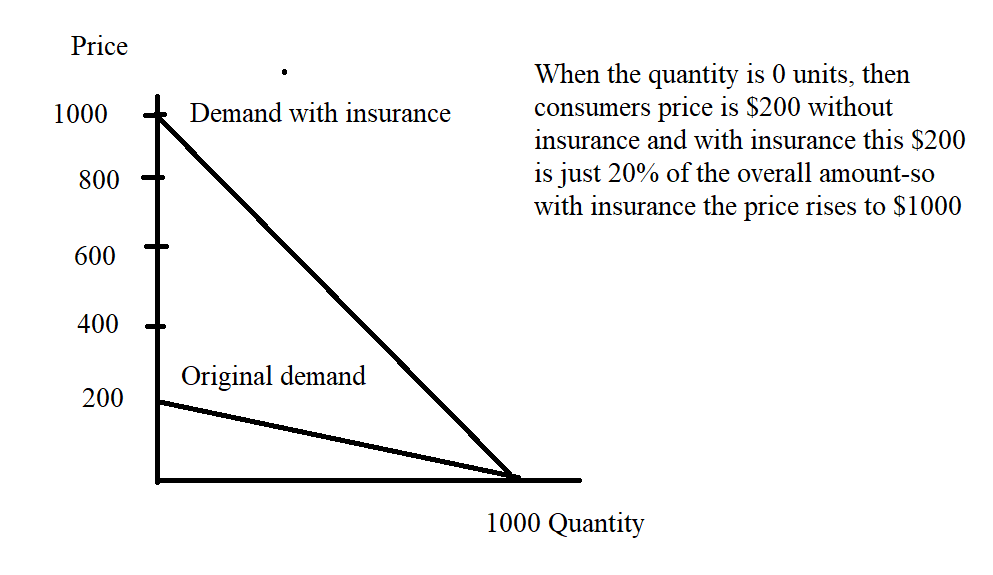 Price
When the quantity is 0 units, then
consumers price is $200 without
insurance and with insurance this $200
is just 20% of the overall amount-so
with insurance the price rises to $1000
1000
Demand with insurance
800
600
400
Original demand
200
1000 Quantity